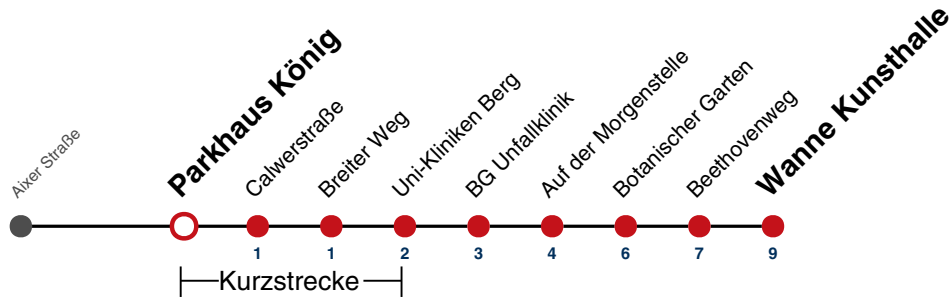 Aixer Straße
Parkhaus König
Calwerstraße
Breiter Weg
Uni-Kliniken Berg
BG Unfallklinik
Auf der Morgenstelle
Botanischer Garten
Beethovenweg
Wanne Kunsthalle
1 1 2 3 4 6 7 9
Kurzstrecke